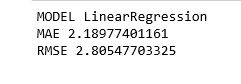 MODEL LinearRegression
MAE 2.18977401161
RMSE 2.80547703325